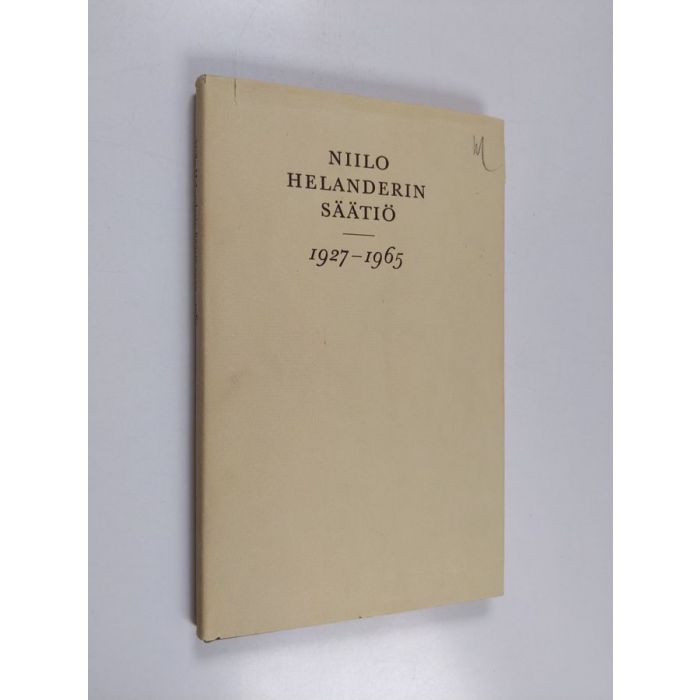 NIILO
HELANDERIN
SÄÄTIÖ
1927–1965